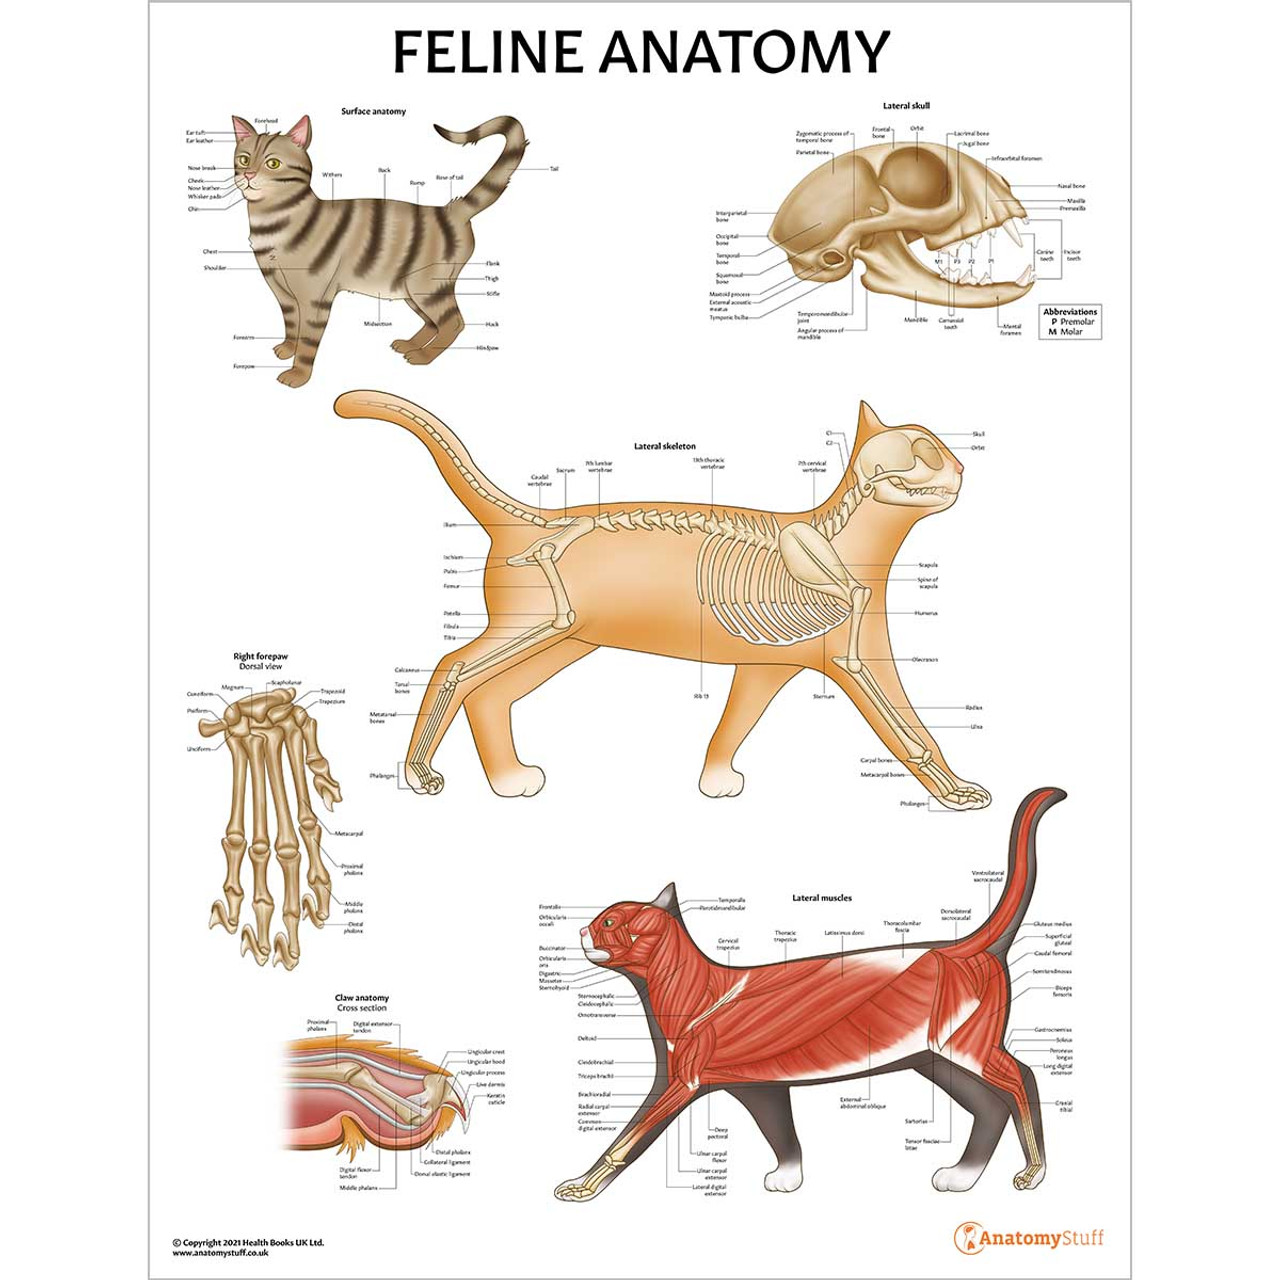 FELINE ANATOMY
Surface anatomy
Forehead
Ear tuft
Ear leather
Nose break
Cheek
Nose leather
Whisker pads
Chin
Withers
Back
Rump
Base of tail
Tail
Chest
Shoulder
Flank
Thigh
Stifle
Midsection
Hock
Hindpaw
Forearm
Forepaw
Lateral skull
Zygomatic process of
temporal bone
Parietal bone
Frontal
bone
Orbit
Lacrimal bone
Jugal bone
Infraorbital foramen
Nasal bone
Maxilla
Premaxilla
Interparietal
bone
Occipital
bone
Temporal
bone
Squamosal
bone
Mastoid process
External acoustic
meatus
Tympanic bulba
Canine
teeth
Incisor
teeth
M1
P3
P2
P1
Temporomandibular
joint
Angular process of
mandible
Mandible
Carnassial
teeth
Mental
foramen
Abbreviations
P Premolar
M Molar
Lateral skeleton
Caudal
vertebrae
Sacrum
7th lumbar
vertebrae
13th thoracic
vertebrae
7th cervical
vertebrae
C1
C2
Skull
Orbit
Ilium
Ischium
Pubis
Femur
Patella
Fibula
Tibia
Calcaneus
Tarsal
bones
Metatarsal
bones
Phalanges
Scapula
Spine of
scapula
Humerus
Olecranon
Rib 13
Sternum
Radius
Ulna
Carpal bones
Metacarpal bones
Phalanges
Right forepaw
Dorsal view
Cuneiform
Magnum
Scapholunar
Trapezoid
Trapezium
Pisiform
Unciform
Metacarpal
Proximal
phalanx
Middle
phalanx
Distal
phalanx
Claw anatomy
Cross section
Proximal
phalanx
Digital extensor
tendon
Ungicular crest
Ungicular hood
Ungicular process
Live dermis
Keratin
cuticle
Distal phalanx
Collateral ligament
Dorsal elastic ligament
Digital flexor
tendon
Middle phalanx
Lateral muscles
Frontalis
Orbicularis
occuli
Temporalis
Parotidoauricular
Buccinator
Orbicularis
oris
Digastric
Masseter
Sternohyoid
Sternocephalic
Cleidocephalic
Omotransverse
Deltoid
Cleidobrachial
Triceps brachii
Brachioradial
Radial carpal
extensor
Common
digital extensor
Cervical
trapezius
Thoracic
trapezius
Latissimus dorsi
Thoracolumbar
fascia
Dorsolateral
sacrocaudal
Ventrolateral
sacrocaudal
Gluteus medius
Superficial
gluteal
Caudal femoral
Semitendinosus
Biceps
femoris
Gastrocnemius
Soleus
Peroneus
longus
Long digital
extensor
Cranial
tibial
Deep
pectoral
Ulnar carpal
flexor
Ulnar carpal
extensor
Lateral digital
extensor
External
abdominal oblique
Sartorius
Tensor fasciae
latae
© Copyright 2021 Health Books UK Ltd.
www.anatomystuff.co.uk
AnatomyStuff